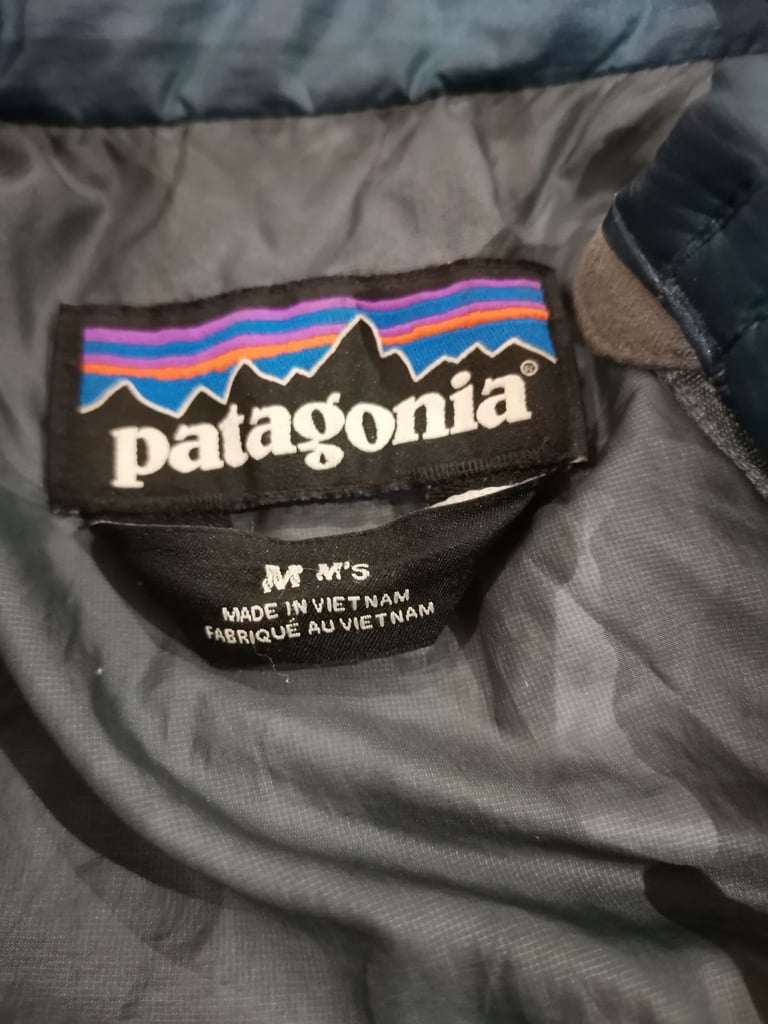 patagonia®
M M'S
MADE IN VIETNAM
FABRIQUÉ AU VIETNAM